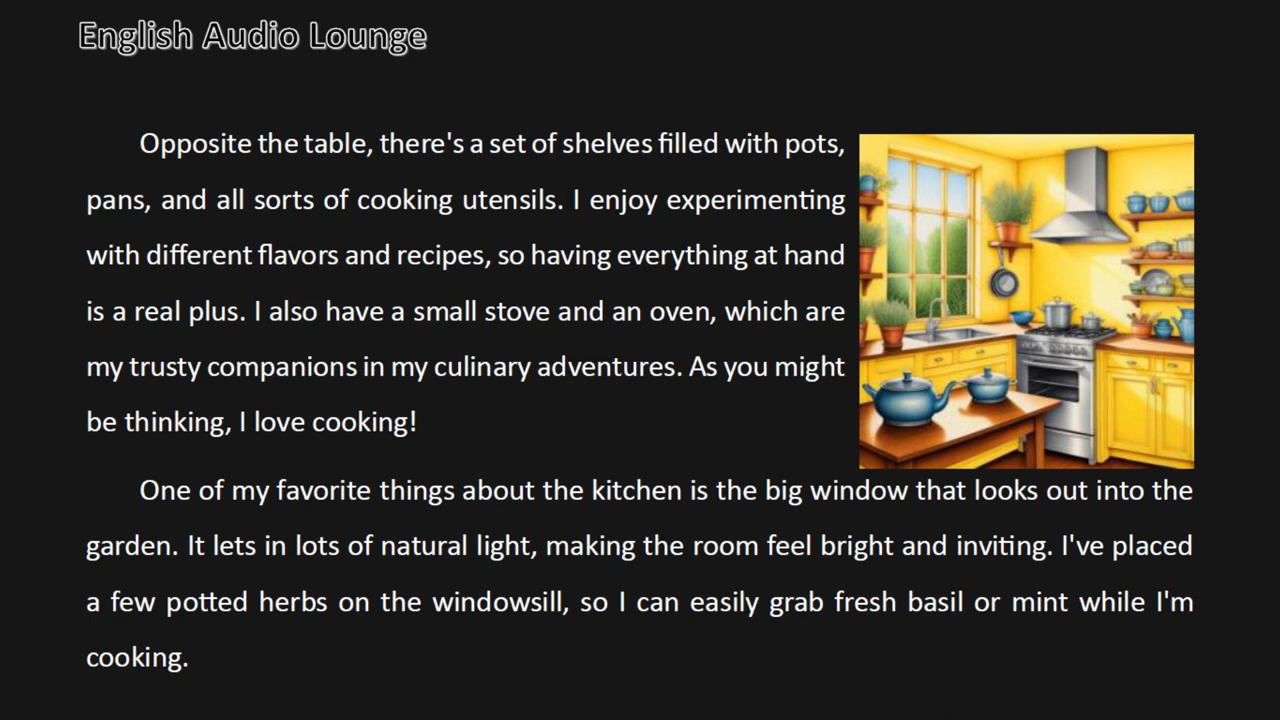 English Audio Lounge
Opposite the table, there's a set of shelves filled with pots,
pans, and all sorts of cooking utensils. I enjoy experimenting
with different flavors and recipes, so having everything at hand
is a real plus. I also have a small stove and an oven, which are
my trusty companions in my culinary adventures. As you might
be thinking, I love cooking!
One of my favorite things about the kitchen is the big window that looks out into the
garden. It lets in lots of natural light, making the room feel bright and inviting. I've placed
a few potted herbs on the windowsill, so I can easily grab fresh basil or mint while I'm
cooking.